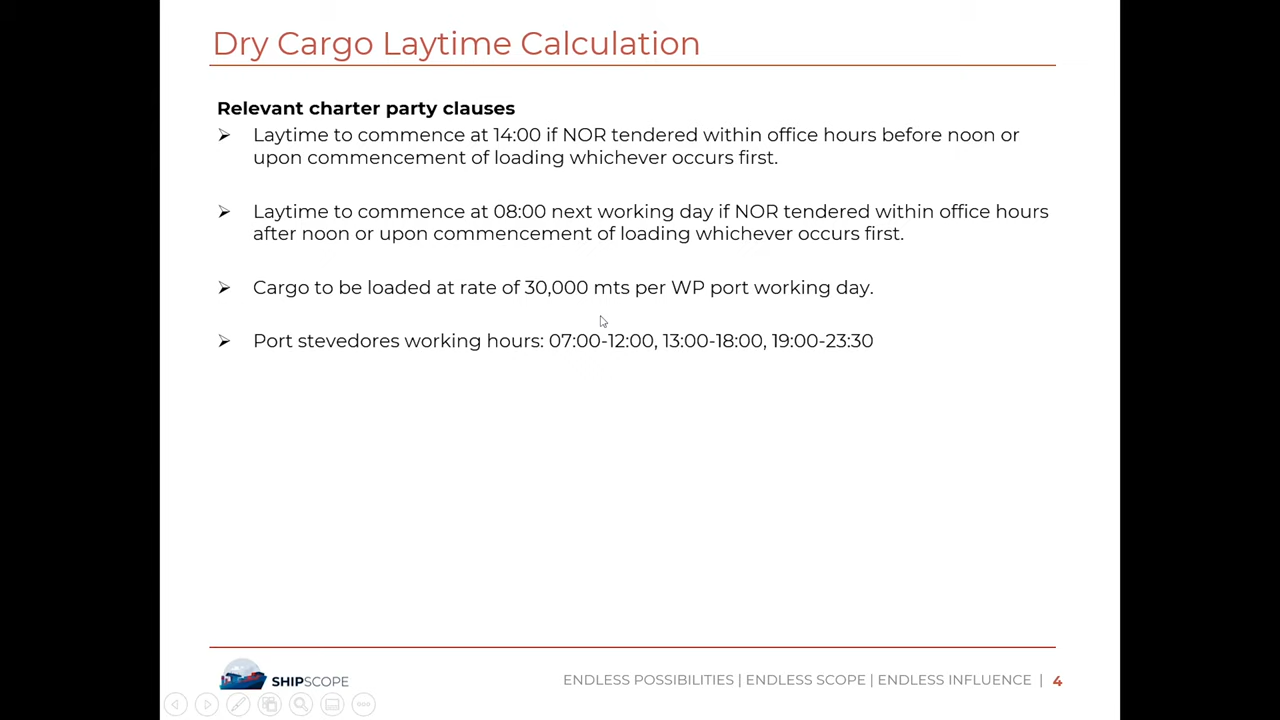 Dry Cargo Laytime Calculation
Relevant charter party clauses
Laytime to commence at 14:00 if NOR tendered within office hours before noon or
upon commencement of loading whichever occurs first.
Laytime to commence at 08:00 next working day if NOR tendered within office hours
after noon or upon commencement of loading whichever occurs first.
Cargo to be loaded at rate of 30,000 mts per WP port working day.
Port stevedores working hours: 07:00-12:00, 13:00-18:00, 19:00-23:30
SHIPSCOPE
ENDLESS POSSIBILITIES | ENDLESS SCOPE | ENDLESS INFLUENCE | 4